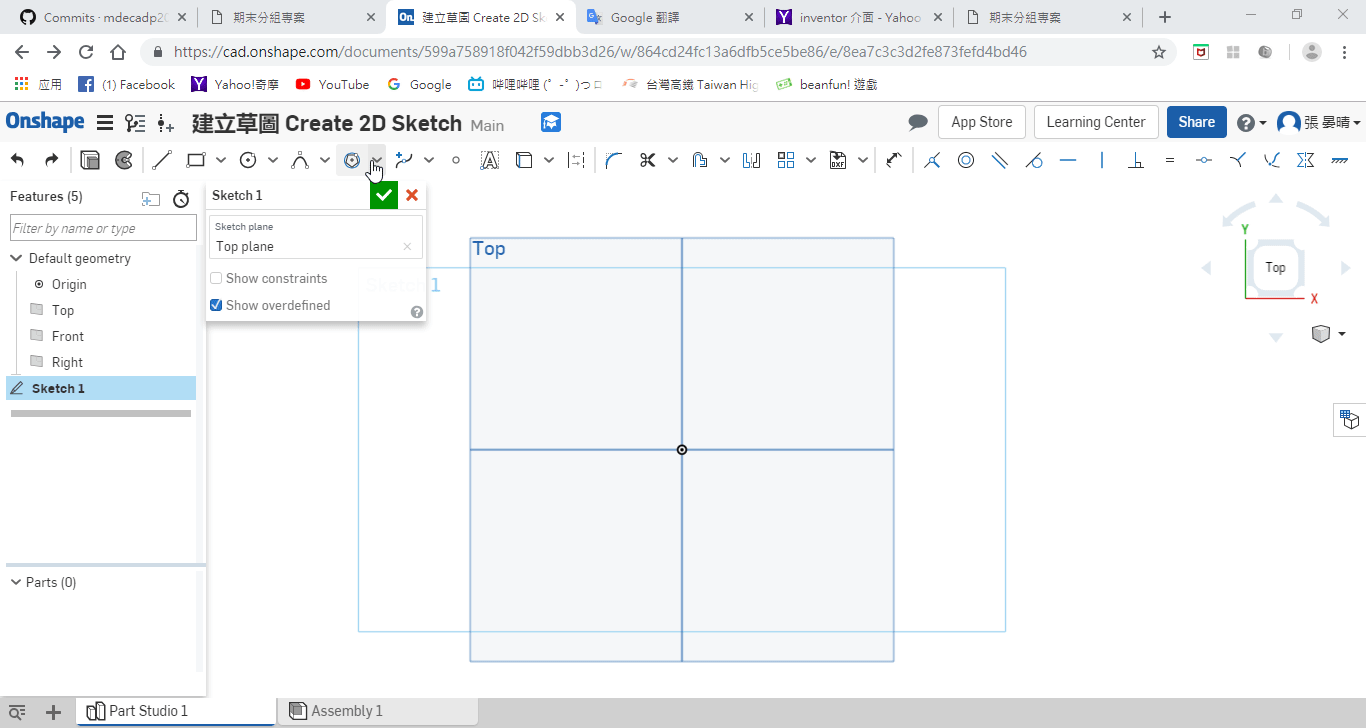 Commits · mdecadp20
期末分組專案
建立草圖 Create 2D Sk
Google 翻譯
inventor 介面 - Yahoo
期末分組專案
https://cad.onshape.com/documents/599a758918f042f59dbb3d26/w/864cd24fc13a6dfb5ce5be86/e/8ea7c3c3d2fe873fefd4bd46
应用
(1) Facebook
Yahoo!奇摩
YouTube
Google
哔哩哔哩 (゜-゜)つロ
台灣高鐵 Taiwan Hig
beanfun! 遊戲
Onshape
建立草圖 Create 2D Sketch Main
App Store
Learning Center
Share
張 晏晴
DXF
Features (5)
Filter by name or type
Default geometry
Origin
Top
Front
Right
Sketch 1
Parts (0)
Sketch 1
Sketch plane
Top plane
Show constraints
Show overdefined
Sketch 1
Top
Y
Top
X
Part Studio 1
Assembly 1